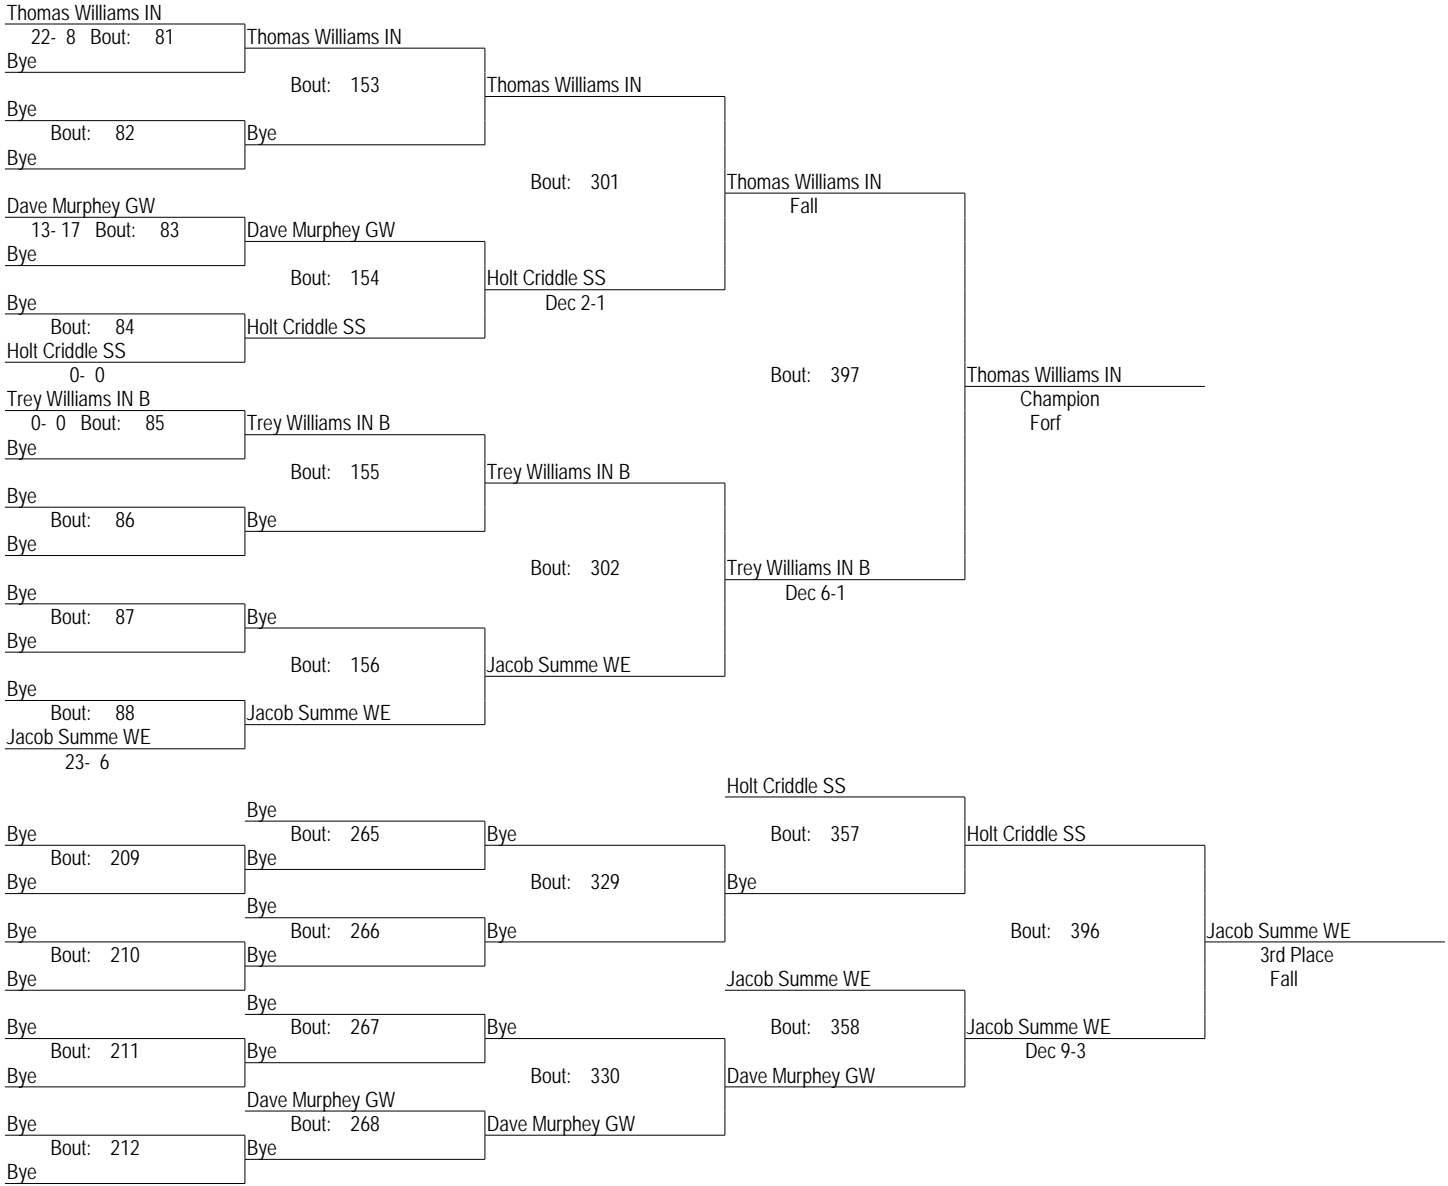 Thomas Williams IN
22- 8 Bout: 81
Thomas Williams IN
Bye
Bout: 153
Thomas Williams IN
Bye
Bout: 82
Bye
Bye
Bout: 301
Thomas Williams IN
Fall
Dave Murphey GW
13- 17 Bout: 83
Dave Murphey GW
Bye
Bout: 154
Holt Criddle SS
Dec 2-1
Bye
Bout: 84
Holt Criddle SS
Holt Criddle SS
0- 0
Bout: 397
Thomas Williams IN
Champion
Forf
Trey Williams IN B
0- 0 Bout: 85
Trey Williams IN B
Bye
Bout: 155
Trey Williams IN B
Bye
Bout: 86
Bye
Bye
Bout: 302
Trey Williams IN B
Dec 6-1
Bye
Bout: 87
Bye
Bye
Bout: 156
Jacob Summe WE
Bye
Bout: 88
Jacob Summe WE
Jacob Summe WE
23- 6
Holt Criddle SS
Bye
Bye
Bout: 265
Bye
Bout: 357
Holt Criddle SS
Bout: 209
Bye
Bye
Bout: 329
Bye
Bye
Bye
Bout: 266
Bye
Bout: 396
Jacob Summe WE
3rd Place
Fall
Bout: 210
Bye
Bye
Jacob Summe WE
Bye
Bye
Bout: 267
Bye
Bout: 358
Jacob Summe WE
Dec 9-3
Bout: 211
Bye
Bye
Bout: 330
Dave Murphey GW
Dave Murphey GW
Bye
Bout: 268
Dave Murphey GW
Bout: 212
Bye
Bye